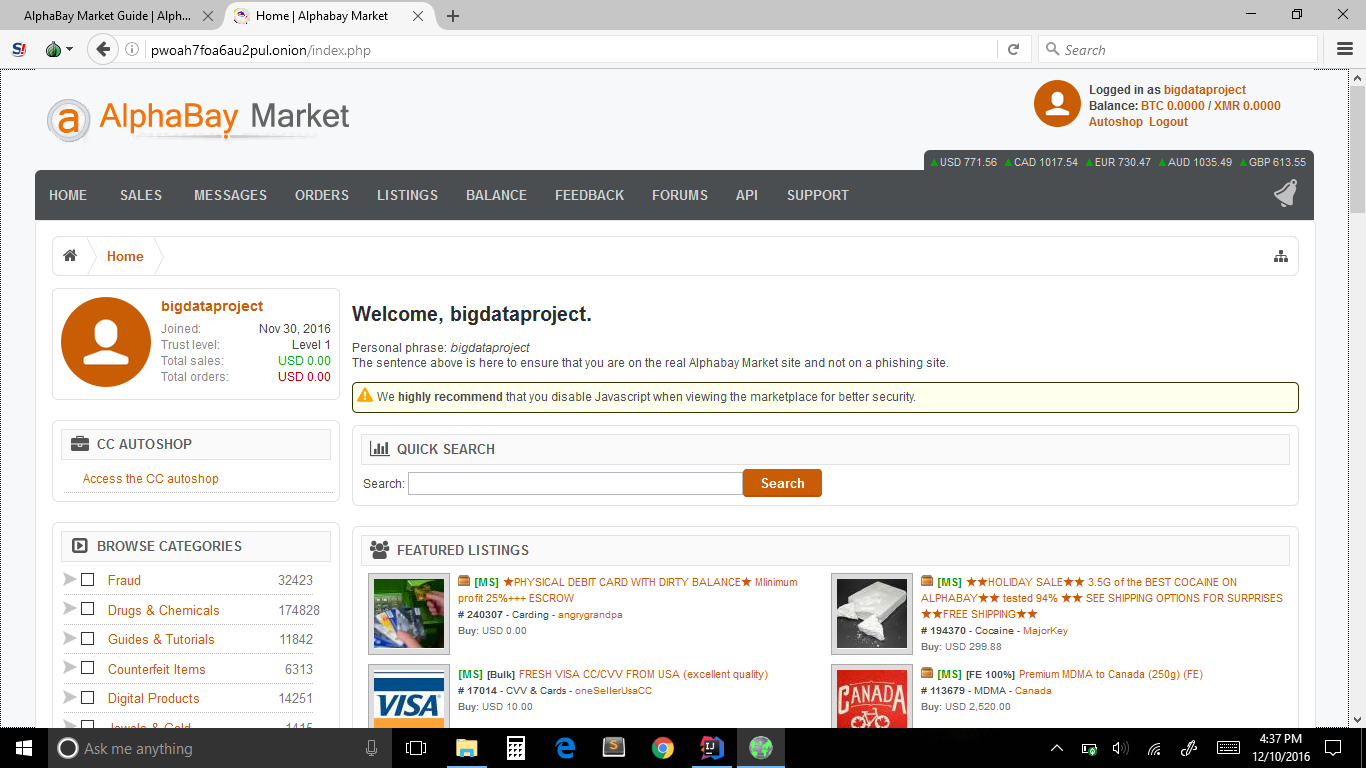 AlphaBay Market Guide | Alph...
Home | Alphabay Market
S!
pwoah7foa6au2pul.onion/index.php
Search
a AlphaBay Market
Logged in as bigdataproject
Balance: BTC 0.0000 / XMR 0.0000
Autoshop Logout
USD 771.56 CAD 1017.54 EUR 730.47 AUD 1035.49 GBP 613.55
HOME SALES MESSAGES ORDERS LISTINGS BALANCE FEEDBACK FORUMS API SUPPORT
Home
bigdataproject
Joined: Nov 30, 2016
Trust level: Level 1
Total sales: USD 0.00
Total orders: USD 0.00
CC AUTOSHOP
Access the CC autoshop
BROWSE CATEGORIES
Fraud 32423
Drugs & Chemicals 174828
Guides & Tutorials 11842
Counterfeit Items 6313
Digital Products 14251
Jewels & Gold 1415
Welcome, bigdataproject.
Personal phrase: bigdataproject
The sentence above is here to ensure that you are on the real Alphabay Market site and not on a phishing site.
We highly recommend that you disable Javascript when viewing the marketplace for better security.
QUICK SEARCH
Search: Search
FEATURED LISTINGS
[MS] ★PHYSICAL DEBIT CARD WITH DIRTY BALANCE★ MIinimum
profit 25%+++ ESCROW
# 240307 - Carding - angrygrandpa
Buy: USD 0.00
[MS] ★★HOLIDAY SALE★★ 3.5G of the BEST COCAINE ON
ALPHABAY★★ tested 94% ★★ SEE SHIPPING OPTIONS FOR SURPRISES
★★FREE SHIPPING★★
# 194370 - Cocaine - MajorKey
Buy: USD 299.88
VISA
[MS] [Bulk] FRESH VISA CC/CVV FROM USA (excellent quality)
# 17014 - CVV & Cards - oneSellerUsaCC
Buy: USD 10.00
CANADA
[MS] [FE 100%] Premium MDMA to Canada (250g) (FE)
# 113679 - MDMA - Canada
Buy: USD 2,520.00
Ask me anything
4:37 PM
12/10/2016